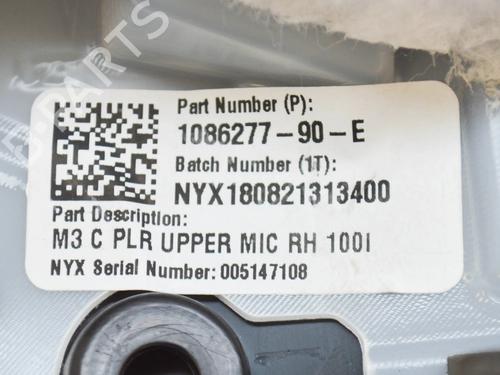 Part Number (P):
1086277-90-E
Batch Number (1T):
NYX180821313400
Part Description:
M3 C PLR UPPER MIC RH 100I
NYX Serial Number: 005147108
B-PARTS